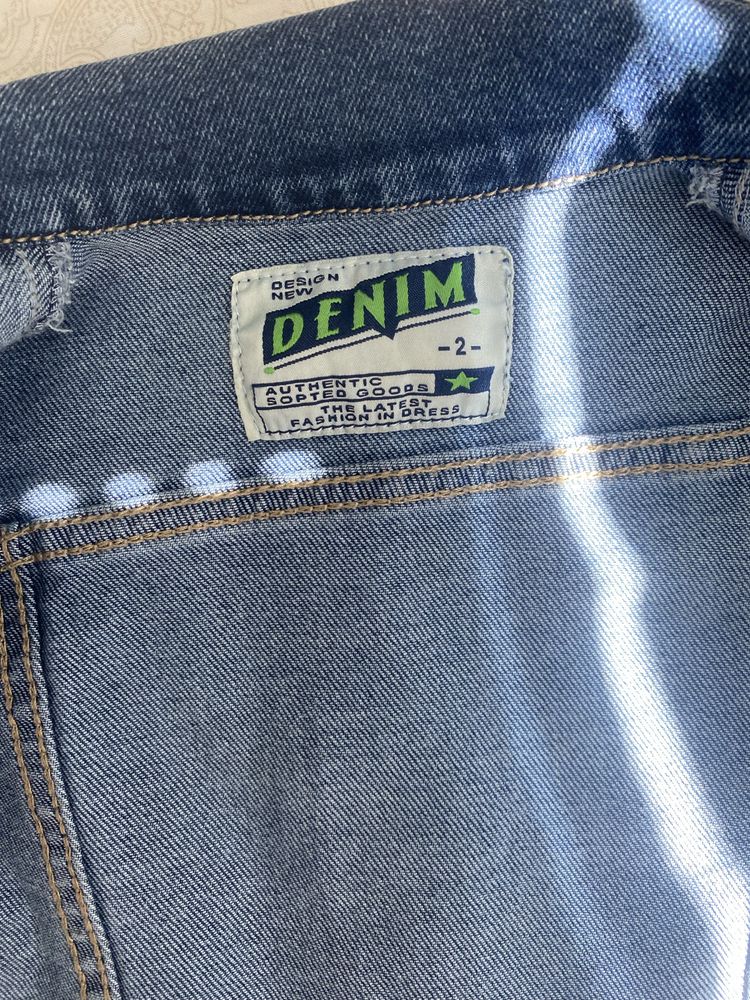 DESIGN
NEW
DENIM
-2-
AUTHENTIC
SOPTED GOODS
THE LATEST
FASHION IN DRESS